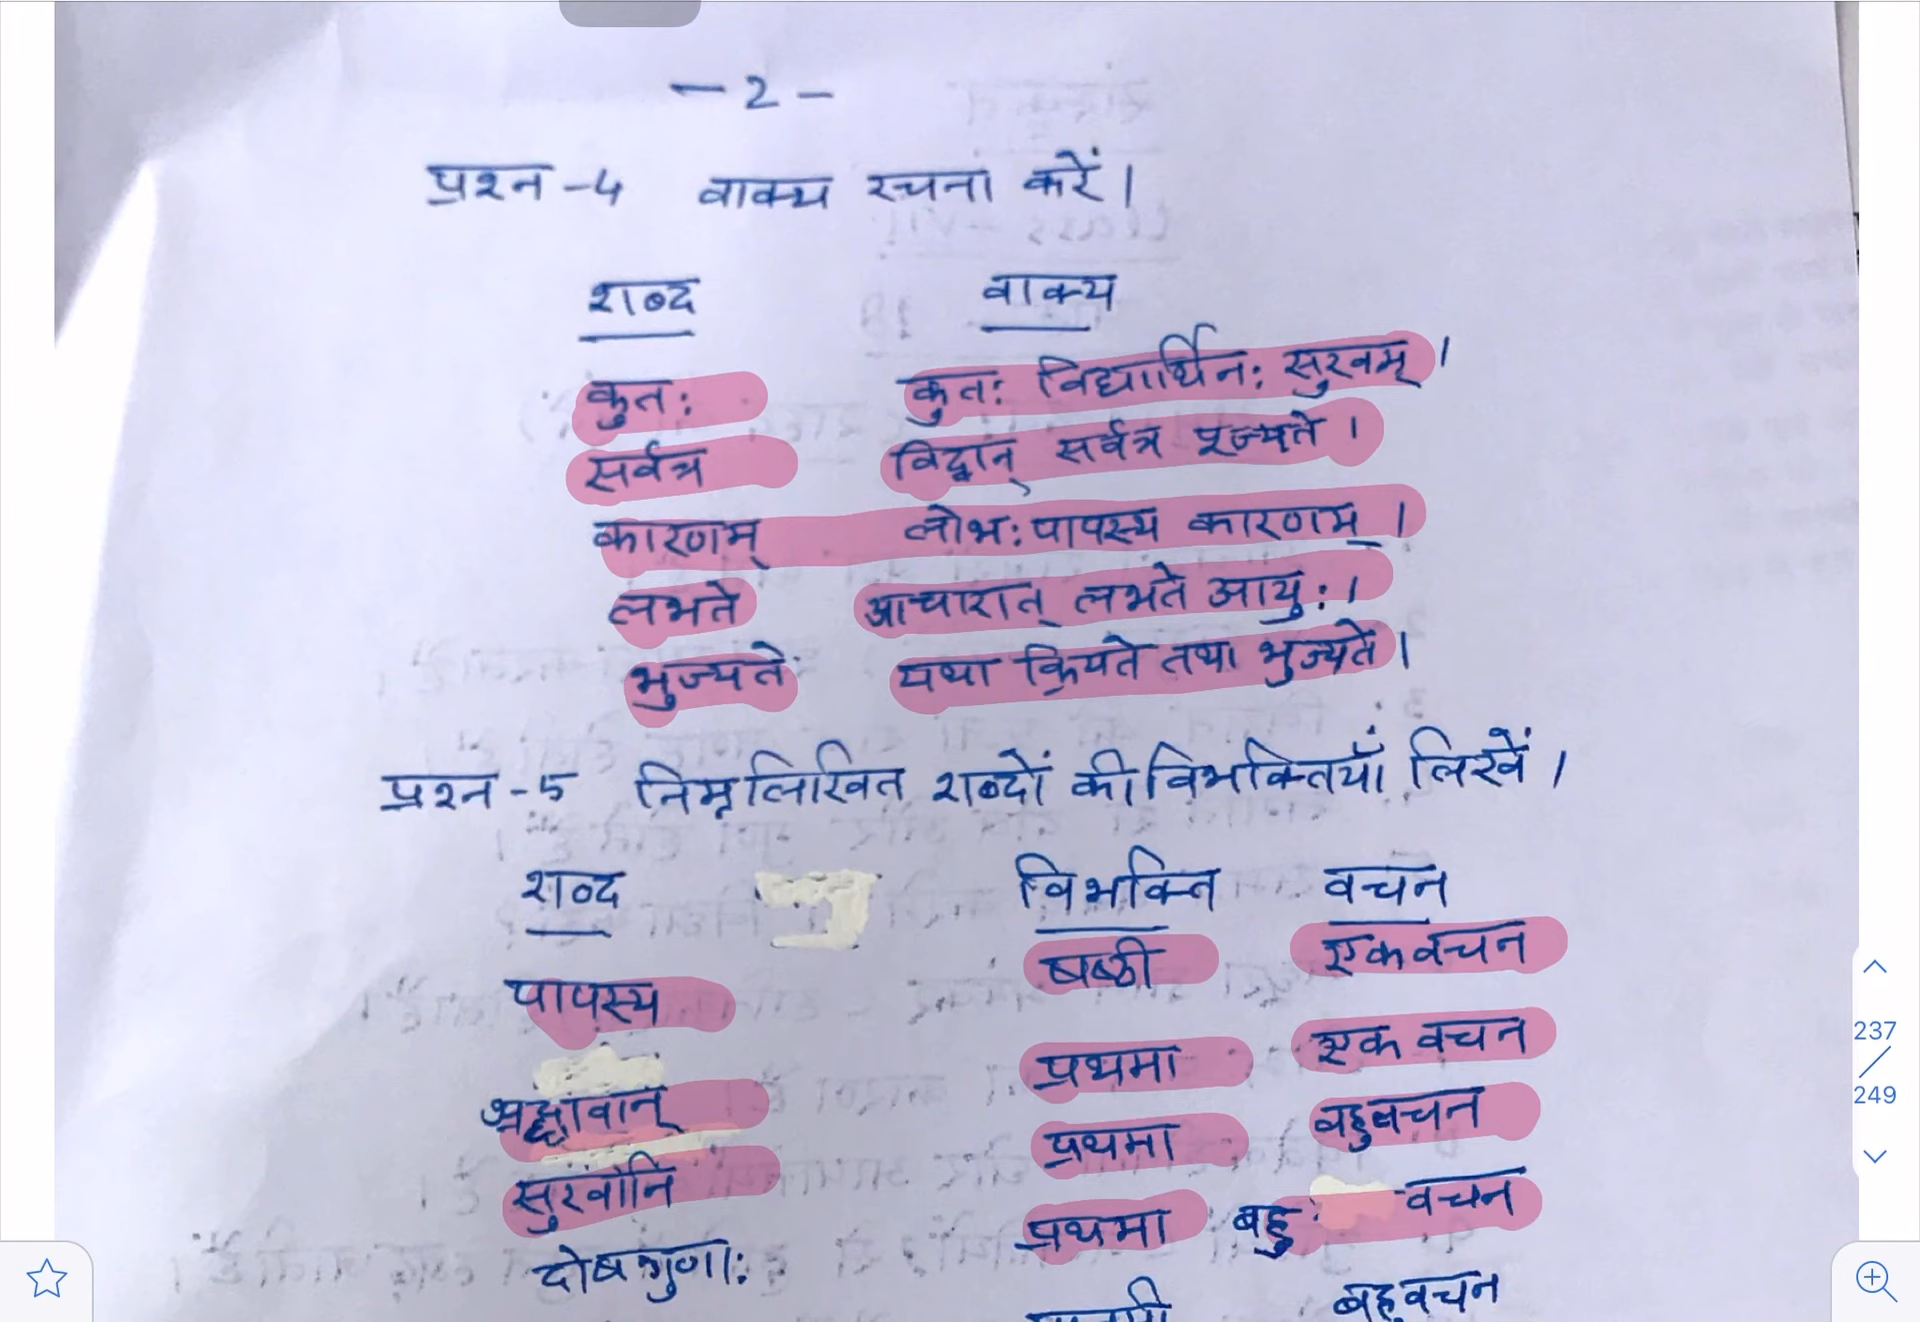 - 2 -
प्रश्न -4 वाक्य रचना करें।
शब्द वाक्य
कुतः कुतः विद्यार्थिनः सुखम्।
सर्वत्र विद्वान् सर्वत्र पूज्यते।
कारणम् लोभः पापस्य कारणम्।
लभते आचारात् लभते आयुः।
भुज्यते यथा क्रियते तथा भुज्यते।
प्रश्न -5 निम्नलिखित शब्दों की विभक्तियाँ लिखें।
शब्द विभक्ति वचन
पापस्य षष्ठी एकवचन
श्रद्धावान् प्रथमा एक वचन
सुखानि प्रथमा बहुवचन
दोषगुणाः प्रथमा बहु वचन
बहुवचन
237
249